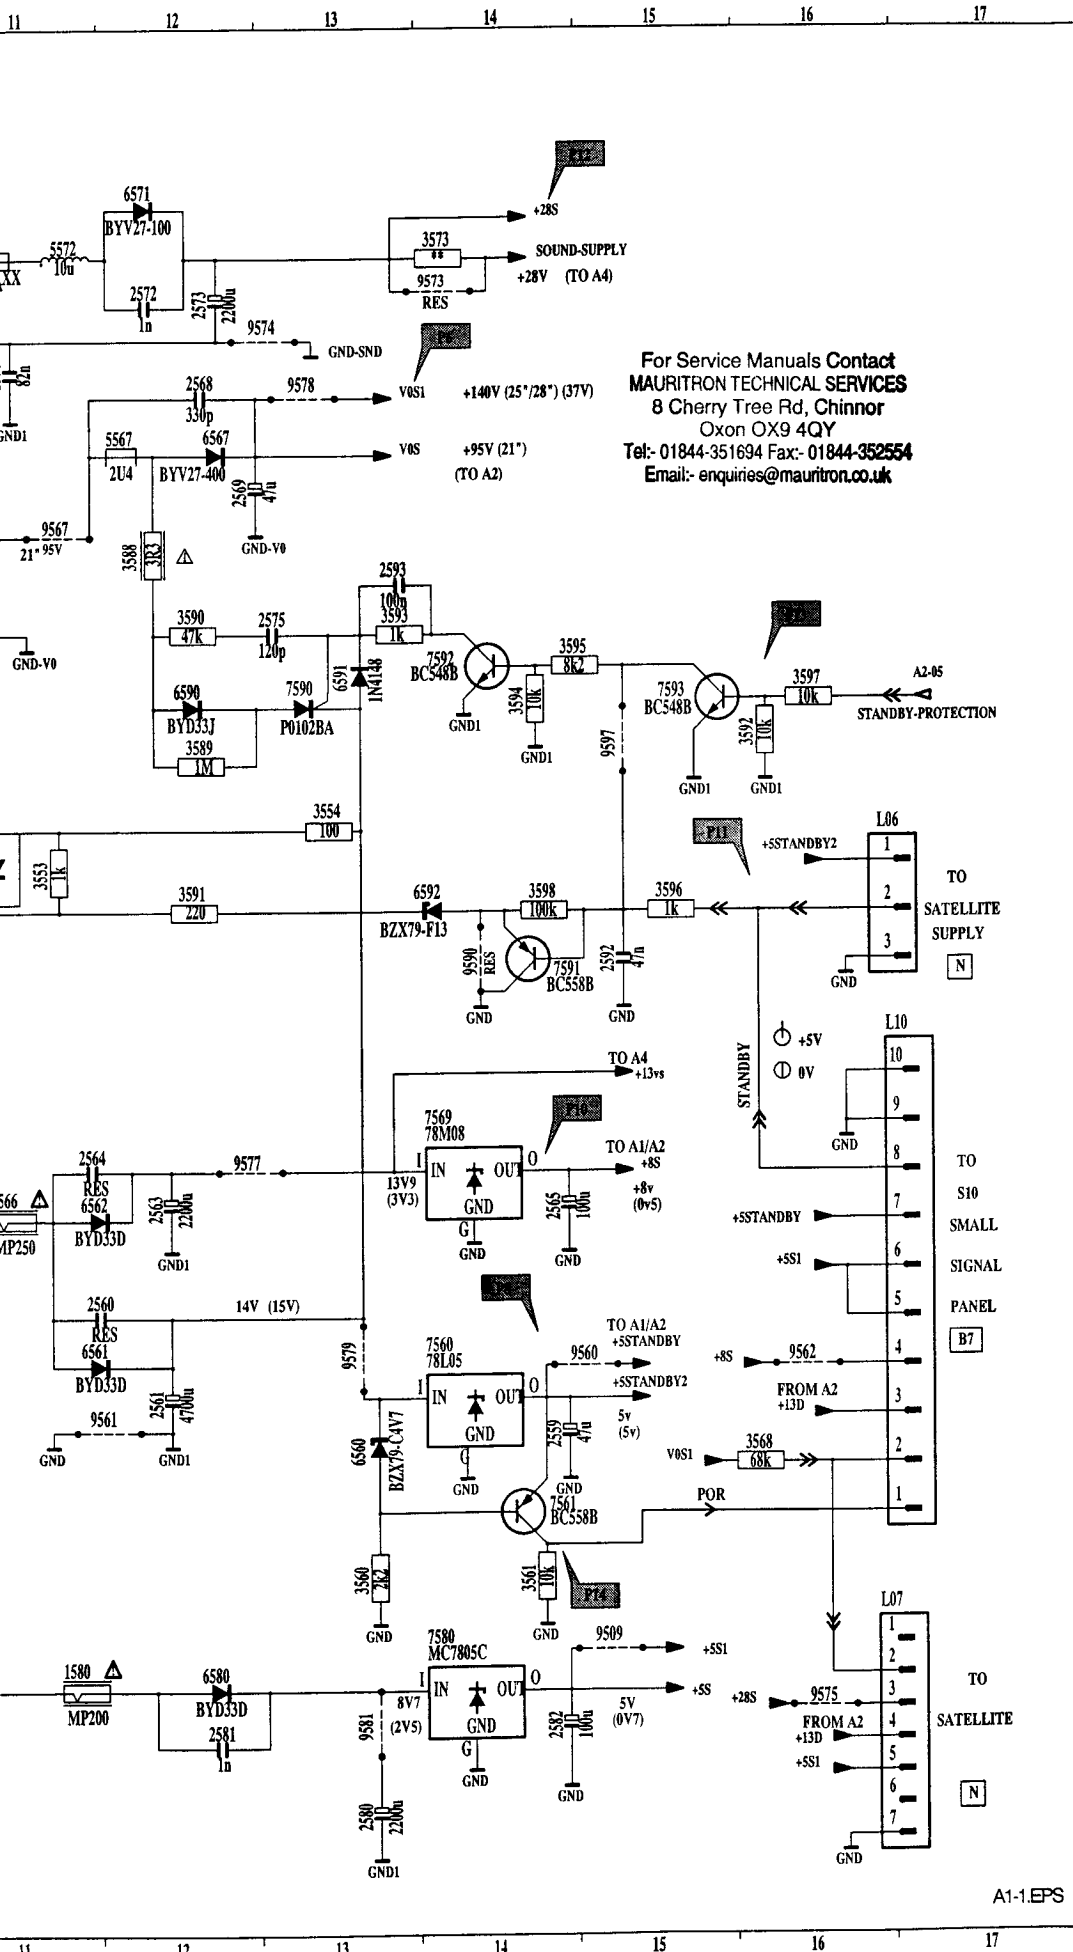 11 12 13 14 15 16 17
P12
+28S
6571
BYV27-100
5572
10u
XX
2572
1n
2573
2200u
3573
**
SOUND-SUPPLY
+28V (TO A4)
9573
RES
9574
GND-SND
82n
GND1
2568
330p
9578
V0S1 +140V (25"/28") (37V)
For Service Manuals Contact
MAURITRON TECHNICAL SERVICES
8 Cherry Tree Rd, Chinnor
Oxon OX9 4QY
Tel:- 01844-351694 Fax:- 01844-352554
Email:- enquiries@mauritron.co.uk
5567
2U4
6567
BYV27-400
V0S +95V (21")
(TO A2)
2569
47u
GND-V0
9567
21" 95V
3588
3R3
GND-V0
3590
47k
2575
120p
2593
100n
3593
1k
6591
1N4148
7592
BC548B
GND1
3594
10k
GND1
3595
8k2
9597
7593
BC548B
GND1
3592
10k
GND1
3597
10k
A2-05
STANDBY-PROTECTION
6590
BYD33J
7590
P0102BA
3589
1M
3554
100
3553
1k
3591
220
6592
BZX79-F13
9590
RES
GND
3598
100k
7591
BC558B
2592
47n
GND
3596
1k
P11
+5STANDBY2
L06
1
2
3
TO
SATELLITE
SUPPLY
N
GND
STANDBY
+5V
0V
L10
10
9
8
7
6
5
4
3
2
1
GND
TO
S10
SMALL
SIGNAL
PANEL
B7
+5STANDBY
+5S1
+8S
9562
FROM A2
+13D
V0S1
3568
68k
POR
TO A4
+13vs
P10
7569
78M08
I IN OUT O
GND
G
GND
13V9
(3V3)
TO A1/A2
+8S
+8v
(0v5)
2565
100u
GND
566
MP250
2564
RES
6562
BYD33D
2563
2200u
GND1
9577
2560
RES
6561
BYD33D
2561
4700u
GND1
9561
GND
14V (15V)
9579
7560
78L05
I IN OUT O
GND
G
GND
TO A1/A2
+5STANDBY
9560
+5STANDBY2
5v
(5v)
2559
47u
GND
6560
BZX79-C4V7
7561
BC558B
3560
2k2
GND
3561
10k
GND
P14
1580
MP200
6580
BYD33D
2581
1n
8V7
(2V5)
9581
2580
2200u
GND1
7580
MC7805C
I IN OUT O
GND
G
GND
9509
+5S1
+5S
5V
(0V7)
2582
100u
GND
L07
1
2
3
4
5
6
7
+28S
9575
FROM A2
+13D
+5S1
GND
TO
SATELLITE
N
A1-1.EPS
11 12 13 14 15 16 17